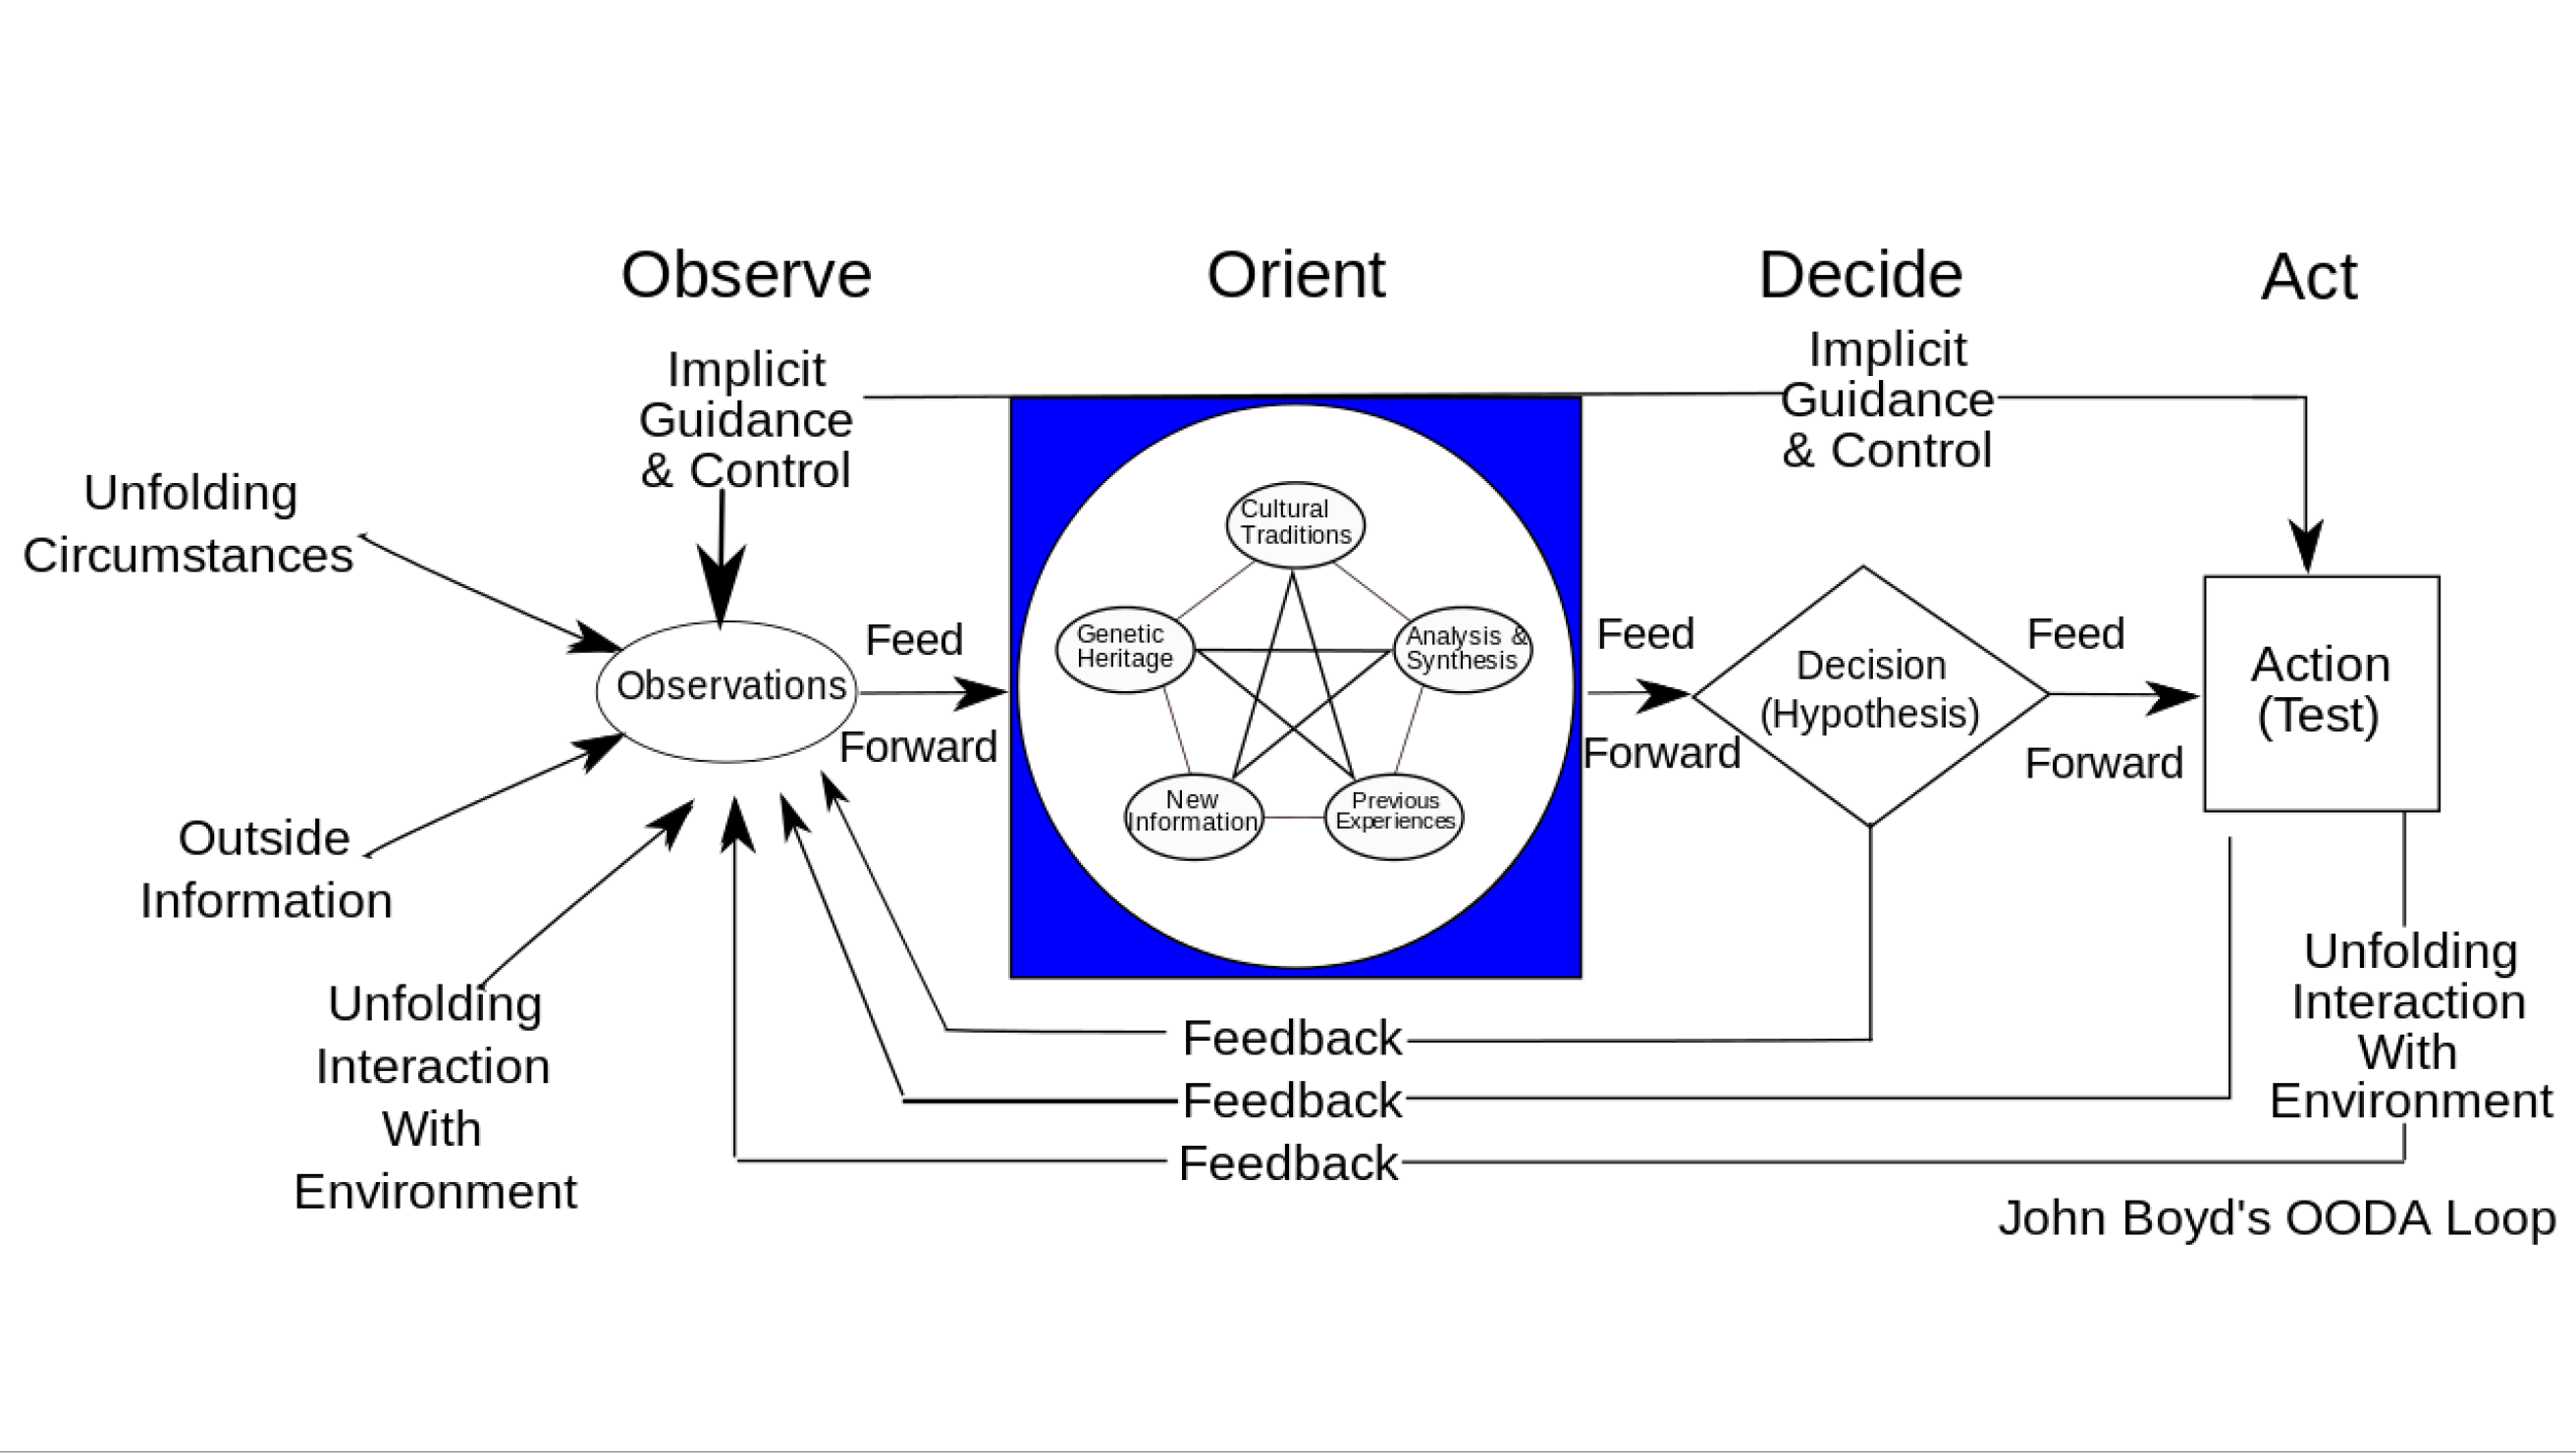 Observe
Orient
Decide
Act
Implicit
Guidance
& Control
Implicit
Guidance
& Control
Unfolding
Circumstances
Observations
Outside
Information
Unfolding
Interaction
With
Environment
Feed
Forward
Cultural
Traditions
Genetic
Heritage
Analysis &
Synthesis
New
Information
Previous
Experiences
Feed
Forward
Decision
(Hypothesis)
Feed
Forward
Action
(Test)
Unfolding
Interaction
With
Environment
Feedback
Feedback
Feedback
John Boyd's OODA Loop